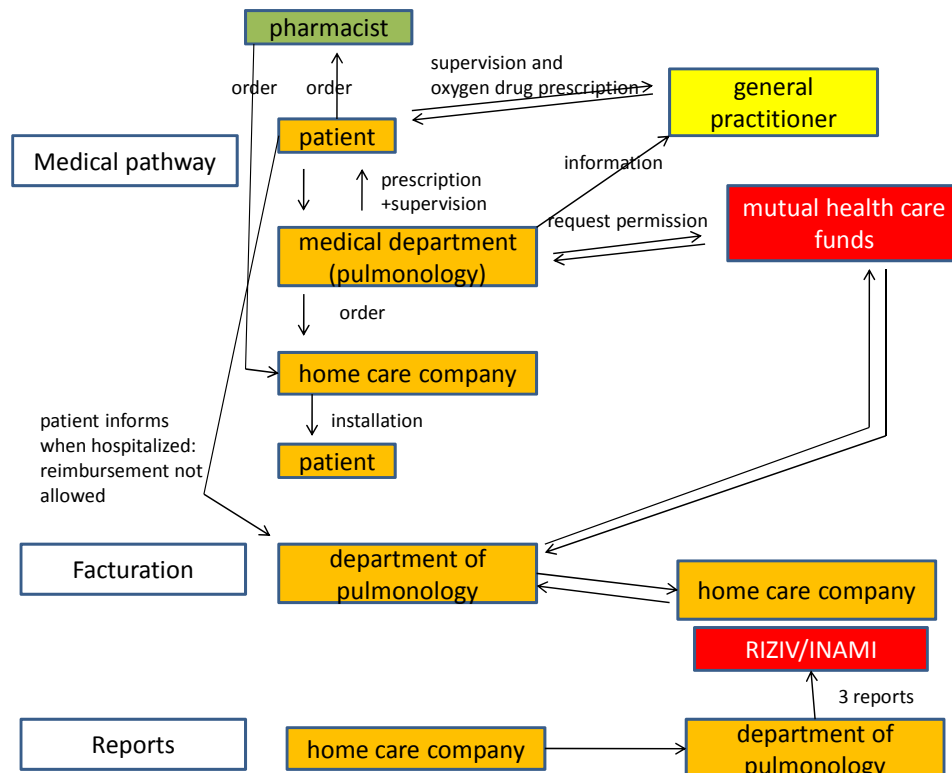 pharmacist
order
order
supervision and
oxygen drug prescription
general
practitioner
patient
Medical pathway
information
prescription
+supervision
mutual health care
funds
request permission
medical department
(pulmonology)
order
home care company
patient informs
when hospitalized:
reimbursement not
allowed
installation
patient
Facturation
department of
pulmonology
home care company
RIZIV/INAMI
3 reports
Reports
home care company
department of
pulmonology